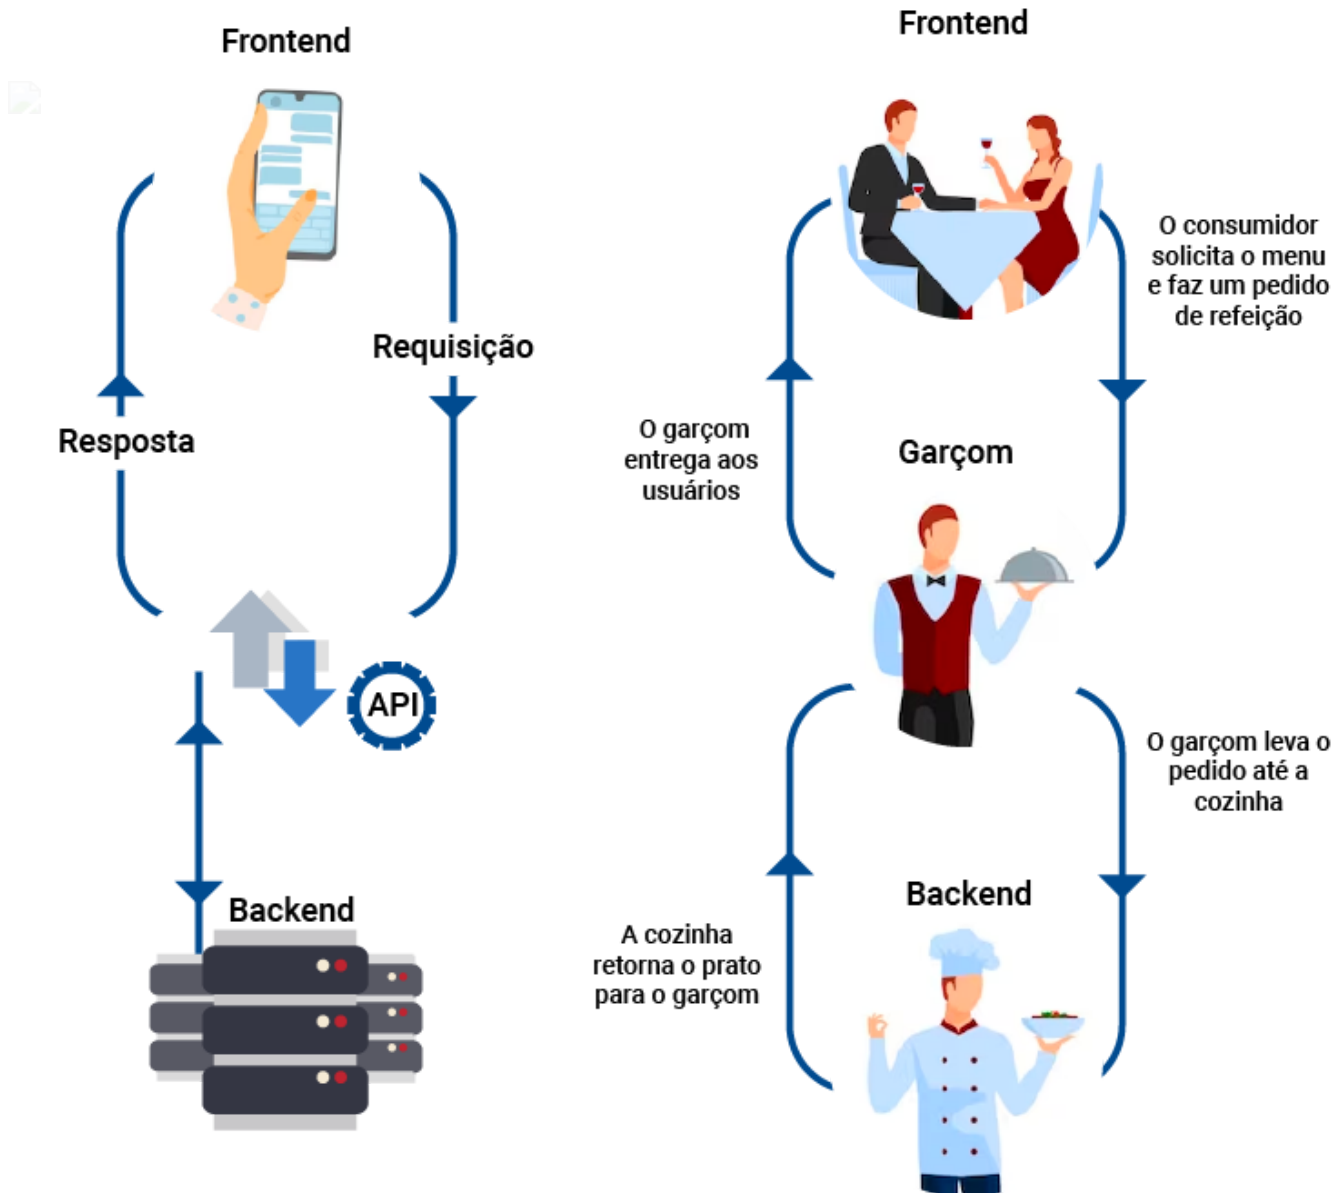 Frontend
Requisição
Resposta
API
Backend
Frontend
O consumidor
solicita o menu
e faz um pedido
de refeição
O garçom
entrega aos
usuários
Garçom
O garçom leva o
pedido até a
cozinha
Backend
A cozinha
retorna o prato
para o garçom